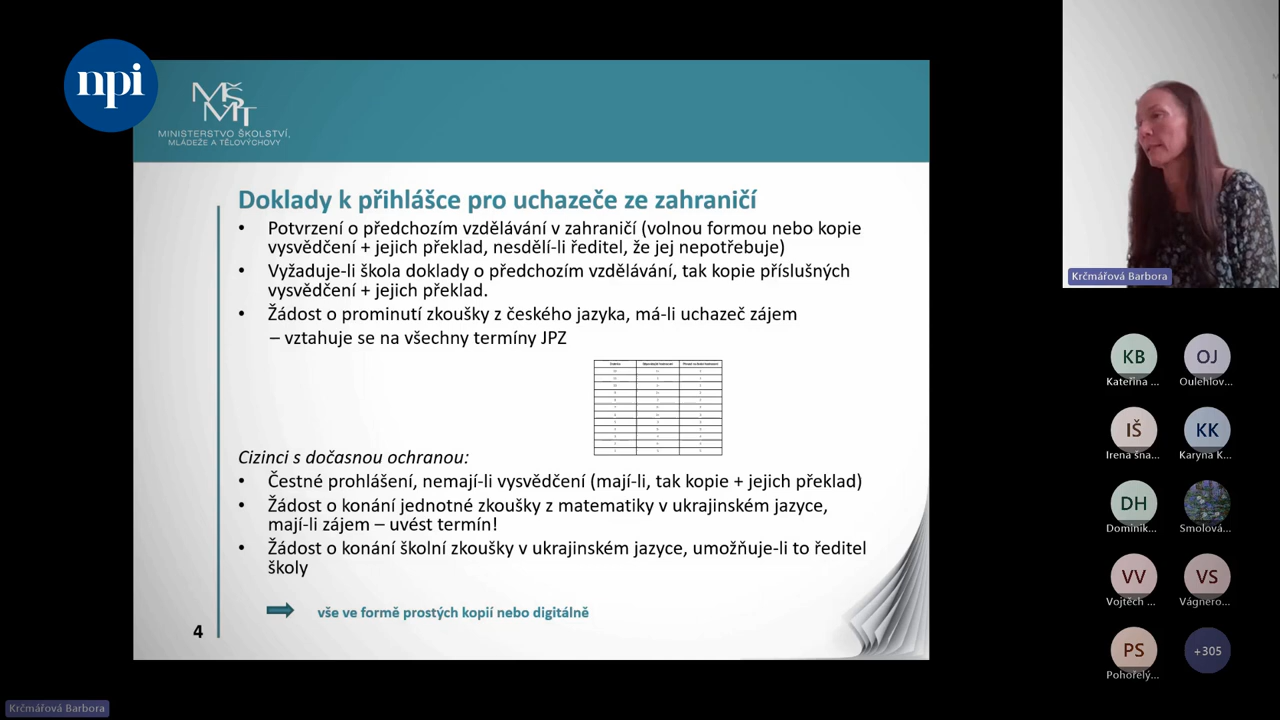 npi
MŠMT
MINISTERSTVO ŠKOLSTVÍ,
MLÁDEŽE A TĚLOVÝCHOVY
Doklady k přihlášce pro uchazeče ze zahraničí
• Potvrzení o předchozím vzdělávání v zahraničí (volnou formou nebo kopie
vysvědčení + jejich překlad, nesdělí-li ředitel, že jej nepotřebuje)
• Vyžaduje-li škola doklady o předchozím vzdělávání, tak kopie příslušných
vysvědčení + jejich překlad.
• Žádost o prominutí zkoušky z českého jazyka, má-li uchazeč zájem
– vztahuje se na všechny termíny JPZ
Cizinci s dočasnou ochranou:
• Čestné prohlášení, nemají-li vysvědčení (mají-li, tak kopie + jejich překlad)
• Žádost o konání jednotné zkoušky z matematiky v ukrajinském jazyce,
mají-li zájem – uvést termín!
• Žádost o konání školní zkoušky v ukrajinském jazyce, umožňuje-li to ředitel
školy
vše ve formě prostých kopií nebo digitálně
4
Krčmářová Barbora
KB
Kateřina ...
OJ
Oulehlov...
IŠ
Irena šna...
KK
Karyna K...
DH
Dominik...
Smolová...
VV
Vojtěch ...
VS
Vágnero...
PS
Pohořelý...
+305
Krčmářová Barbora